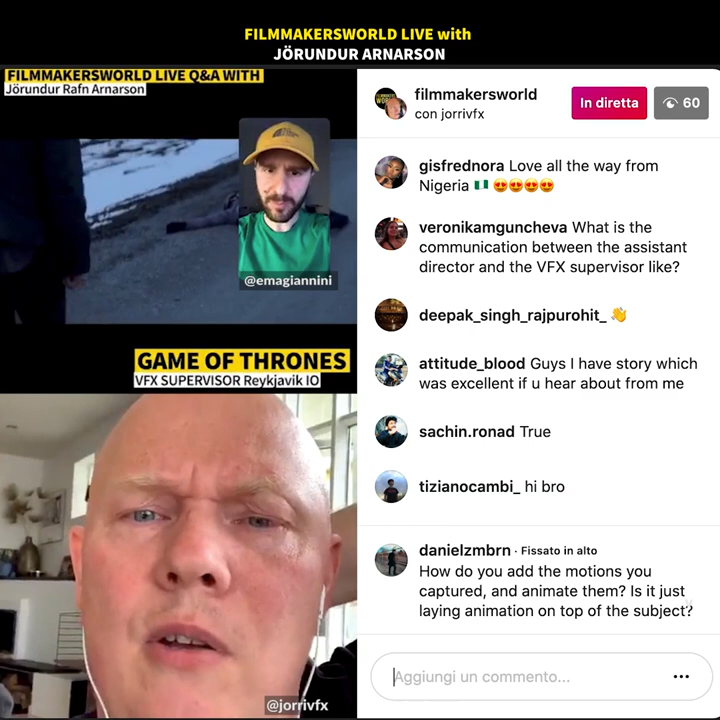 FILMMAKERSWORLD LIVE with
JÖRUNDUR ARNARSON
FILMMAKERSWORLD LIVE Q&A WITH
Jörundur Rafn Arnarson
@emagiannini
GAME OF THRONES
VFX SUPERVISOR Reykjavik IO
@jorrivfx
filmmakersworld
con jorrivfx
In diretta
60
gisfrednora Love all the way from
Nigeria 🇳🇬 😍😍😍😍
veronikamguncheva What is the
communication between the assistant
director and the VFX supervisor like?
deepak_singh_rajpurohit_ 👋
attitude_blood Guys I have story which
was excellent if u hear about from me
sachin.ronad True
tizianocambi_ hi bro
danielzmbrn · Fissato in alto
How do you add the motions you
captured, and animate them? Is it just
laying animation on top of the subject?
Aggiungi un commento...